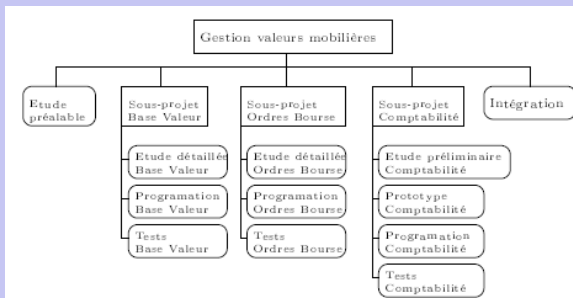 Gestion valeurs mobilières
Etude
préalable
Sous-projet
Base Valeur
Sous-projet
Ordres Bourse
Sous-projet
Comptabilité
Intégration
Etude détaillée
Base Valeur
Programation
Base Valeur
Tests
Base Valeur
Etude détaillée
Ordres Bourse
Programation
Ordres Bourse
Tests
Ordres Bourse
Etude préliminaire
Comptabilité
Prototype
Comptabilité
Programation
Comptabilité
Tests
Comptabilité